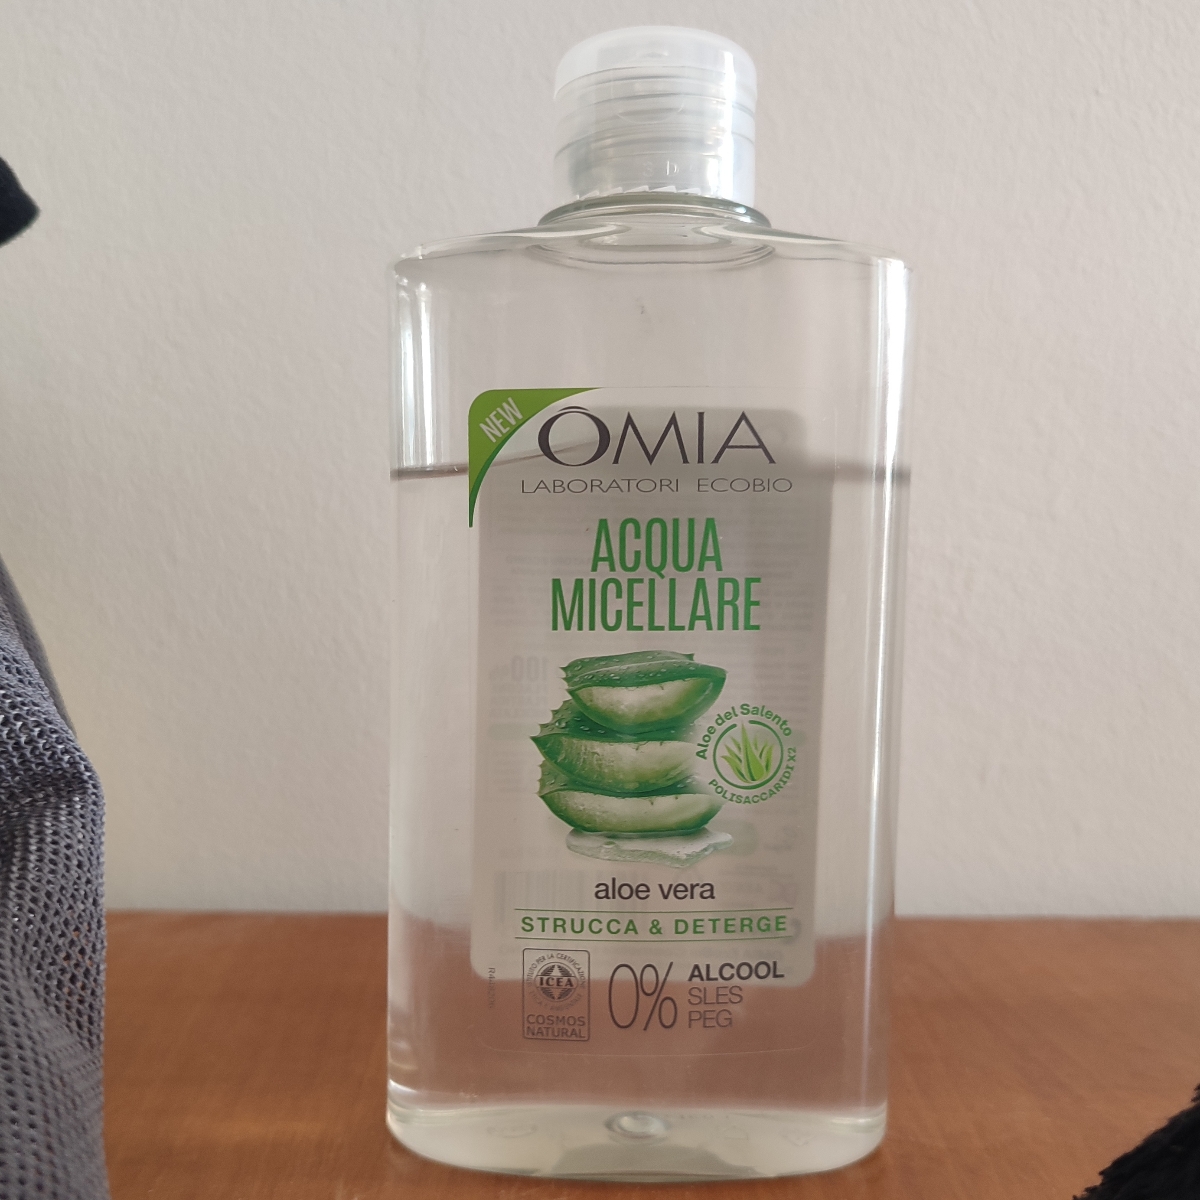 NEW
ÔMIA
LABORATORI ECOBIO
ACQUA
MICELLARE
Aloe del Salento
POLISACCARIDI X2
aloe vera
STRUCCA & DETERGE
ICEA
COSMOS
NATURAL
0%
ALCOOL
SLES
PEG